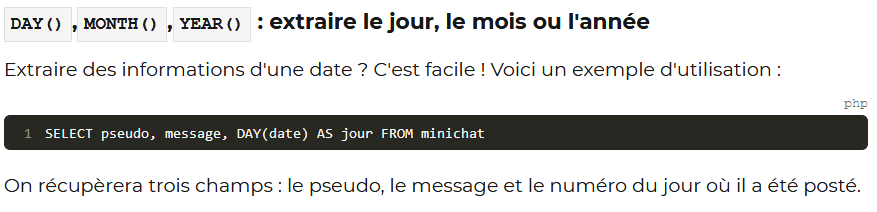 DAY() , MONTH() , YEAR() : extraire le jour, le mois ou l'année
Extraire des informations d'une date ? C'est facile ! Voici un exemple d'utilisation :
php
1 SELECT pseudo, message, DAY(date) AS jour FROM minichat
On récupèrera trois champs : le pseudo, le message et le numéro du jour où il a été posté.